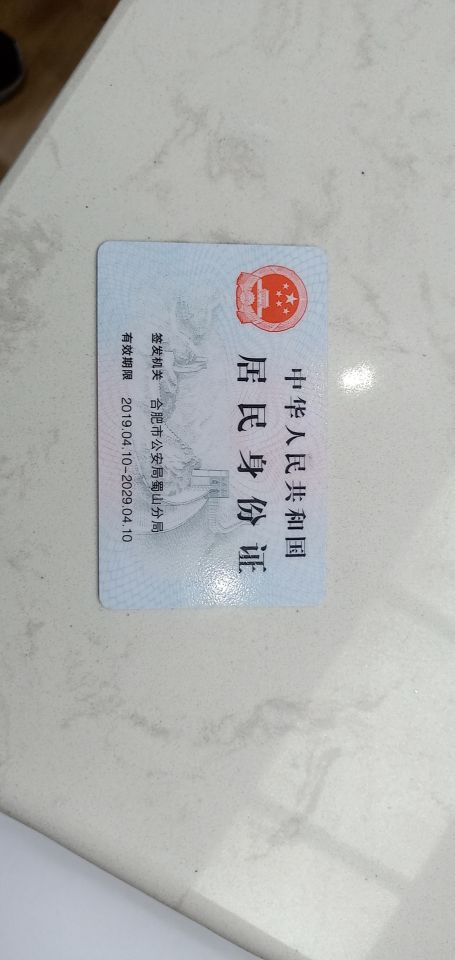 中华人民共和国
居民身份证
签发机关 合肥市公安局蜀山分局
有效期限 2019.04.10-2029.04.10